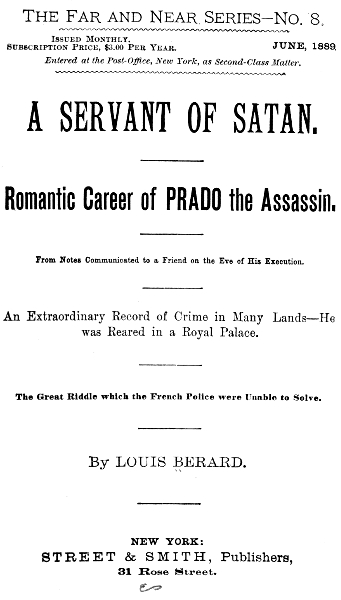 THE FAR AND NEAR SERIES—NO. 8.
ISSUED MONTHLY.
SUBSCRIPTION PRICE, $3.00 PER YEAR.
JUNE, 1889.
Entered at the Post-Office, New York, as Second-Class Matter.
A SERVANT OF SATAN.
Romantic Career of PRADO the Assassin.
From Notes Communicated to a Friend on the Eve of His Execution.
An Extraordinary Record of Crime in Many Lands—He
was Reared in a Royal Palace.
The Great Riddle which the French Police were Unable to Solve.
By LOUIS BERARD.
NEW YORK:
STREET & SMITH, Publishers,
31 Rose Street.